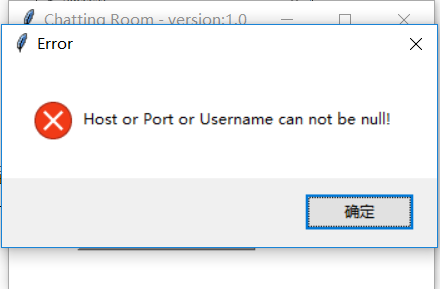 Chatting Room - version:1.0
Error
Host or Port or Username can not be null!
确定